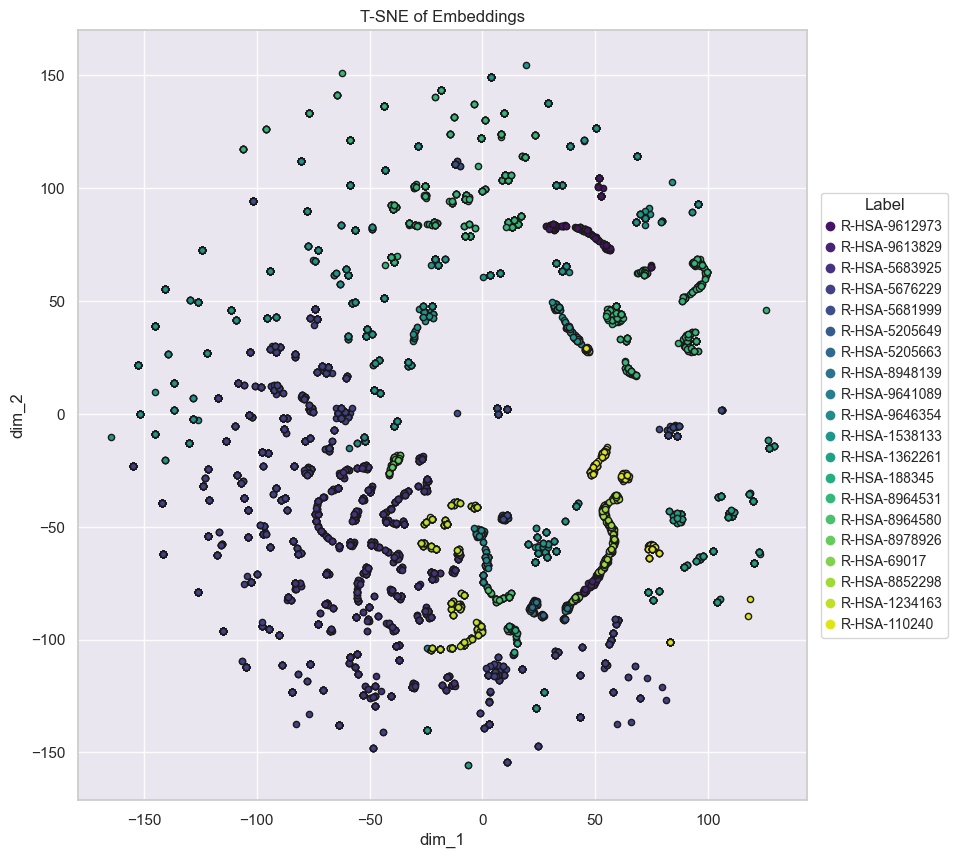 T-SNE of Embeddings
150
100
50
0
−50
−100
−150
dim_2
−150
−100
−50
0
50
100
dim_1
Label
R-HSA-9612973
R-HSA-9613829
R-HSA-5683925
R-HSA-5676229
R-HSA-5681999
R-HSA-5205649
R-HSA-5205663
R-HSA-8948139
R-HSA-9641089
R-HSA-9646354
R-HSA-1538133
R-HSA-1362261
R-HSA-188345
R-HSA-8964531
R-HSA-8964580
R-HSA-8978926
R-HSA-69017
R-HSA-8852298
R-HSA-1234163
R-HSA-110240